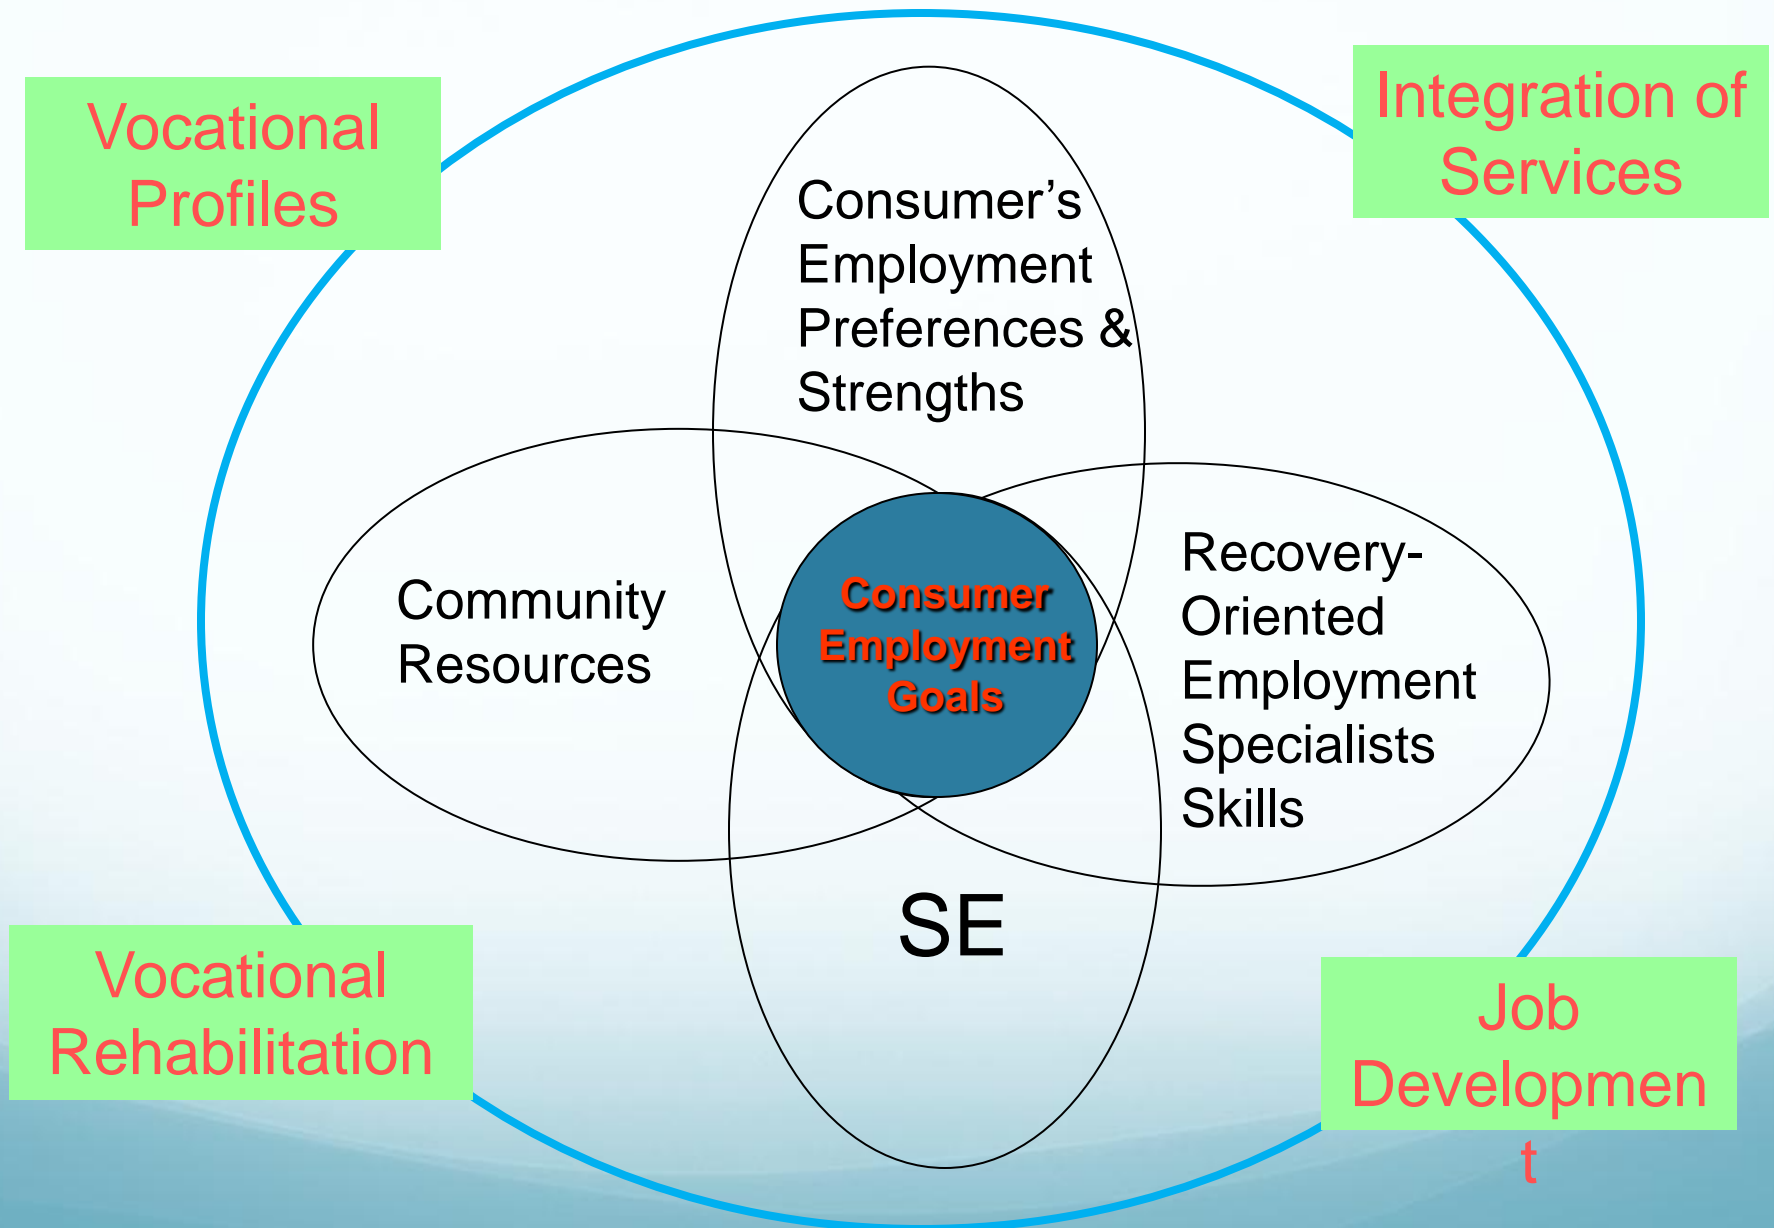 Vocational
Profiles
Integration of
Services
Consumer’s
Employment
Preferences &
Strengths
Community
Resources
Consumer
Employment
Goals
Recovery-
Oriented
Employment
Specialists
Skills
SE
Vocational
Rehabilitation
Job
Developmen
t